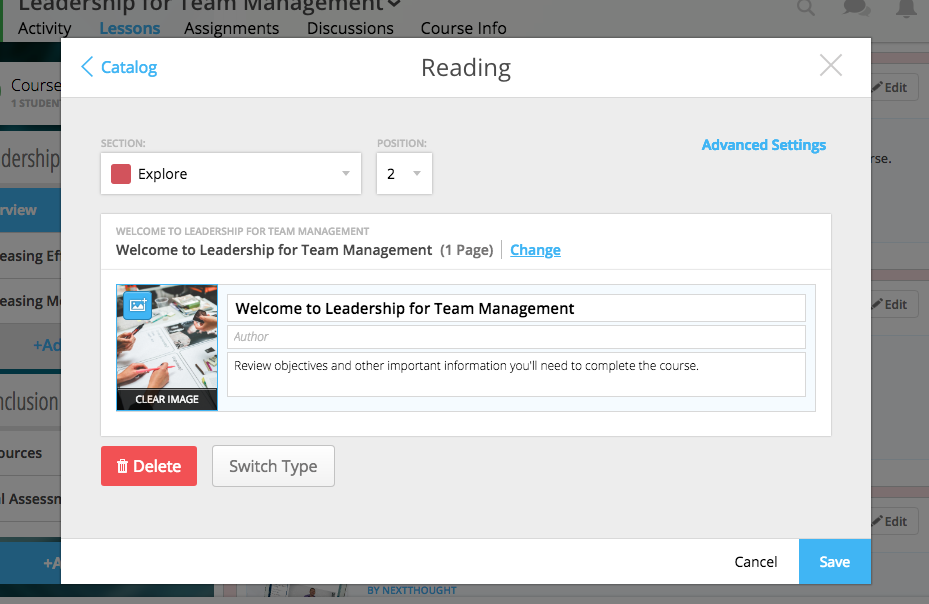 Leadership for Team Management
Activity Lessons Assignments Discussions Course Info
Catalog
Reading
Edit
Course
1 STUDEN
SECTION:
POSITION:
Advanced Settings
Explore
2
rse.
dership
rview
WELCOME TO LEADERSHIP FOR TEAM MANAGEMENT
Welcome to Leadership for Team Management (1 Page) Change
easing Ef
easing M
Edit
Welcome to Leadership for Team Management
Author
Review objectives and other important information you'll need to complete the course.
+Ad
CLEAR IMAGE
nclusion
ources
Delete
Switch Type
l Assessm
Edit
+A
Cancel
Save
BY NEXTTHOUGHT